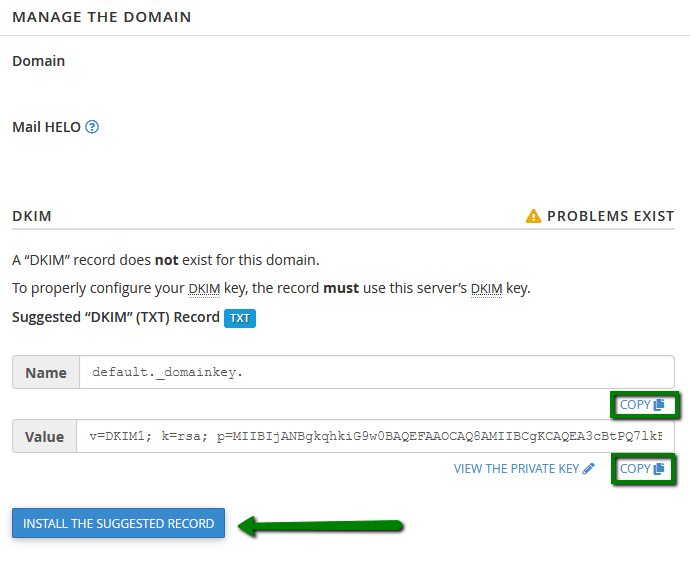 MANAGE THE DOMAIN
Domain
Mail HELO ?
DKIM
PROBLEMS EXIST
A “DKIM” record does not exist for this domain.
To properly configure your DKIM key, the record must use this server’s DKIM key.
Suggested “DKIM” (TXT) Record TXT
Name default._domainkey.
COPY
Value v=DKIM1; k=rsa; p=MIIBIjANBgkqhkiG9w0BAQEFAAOCAQ8AMIIBCgKCAQEA3cBtPQ7lkE
VIEW THE PRIVATE KEY COPY
INSTALL THE SUGGESTED RECORD